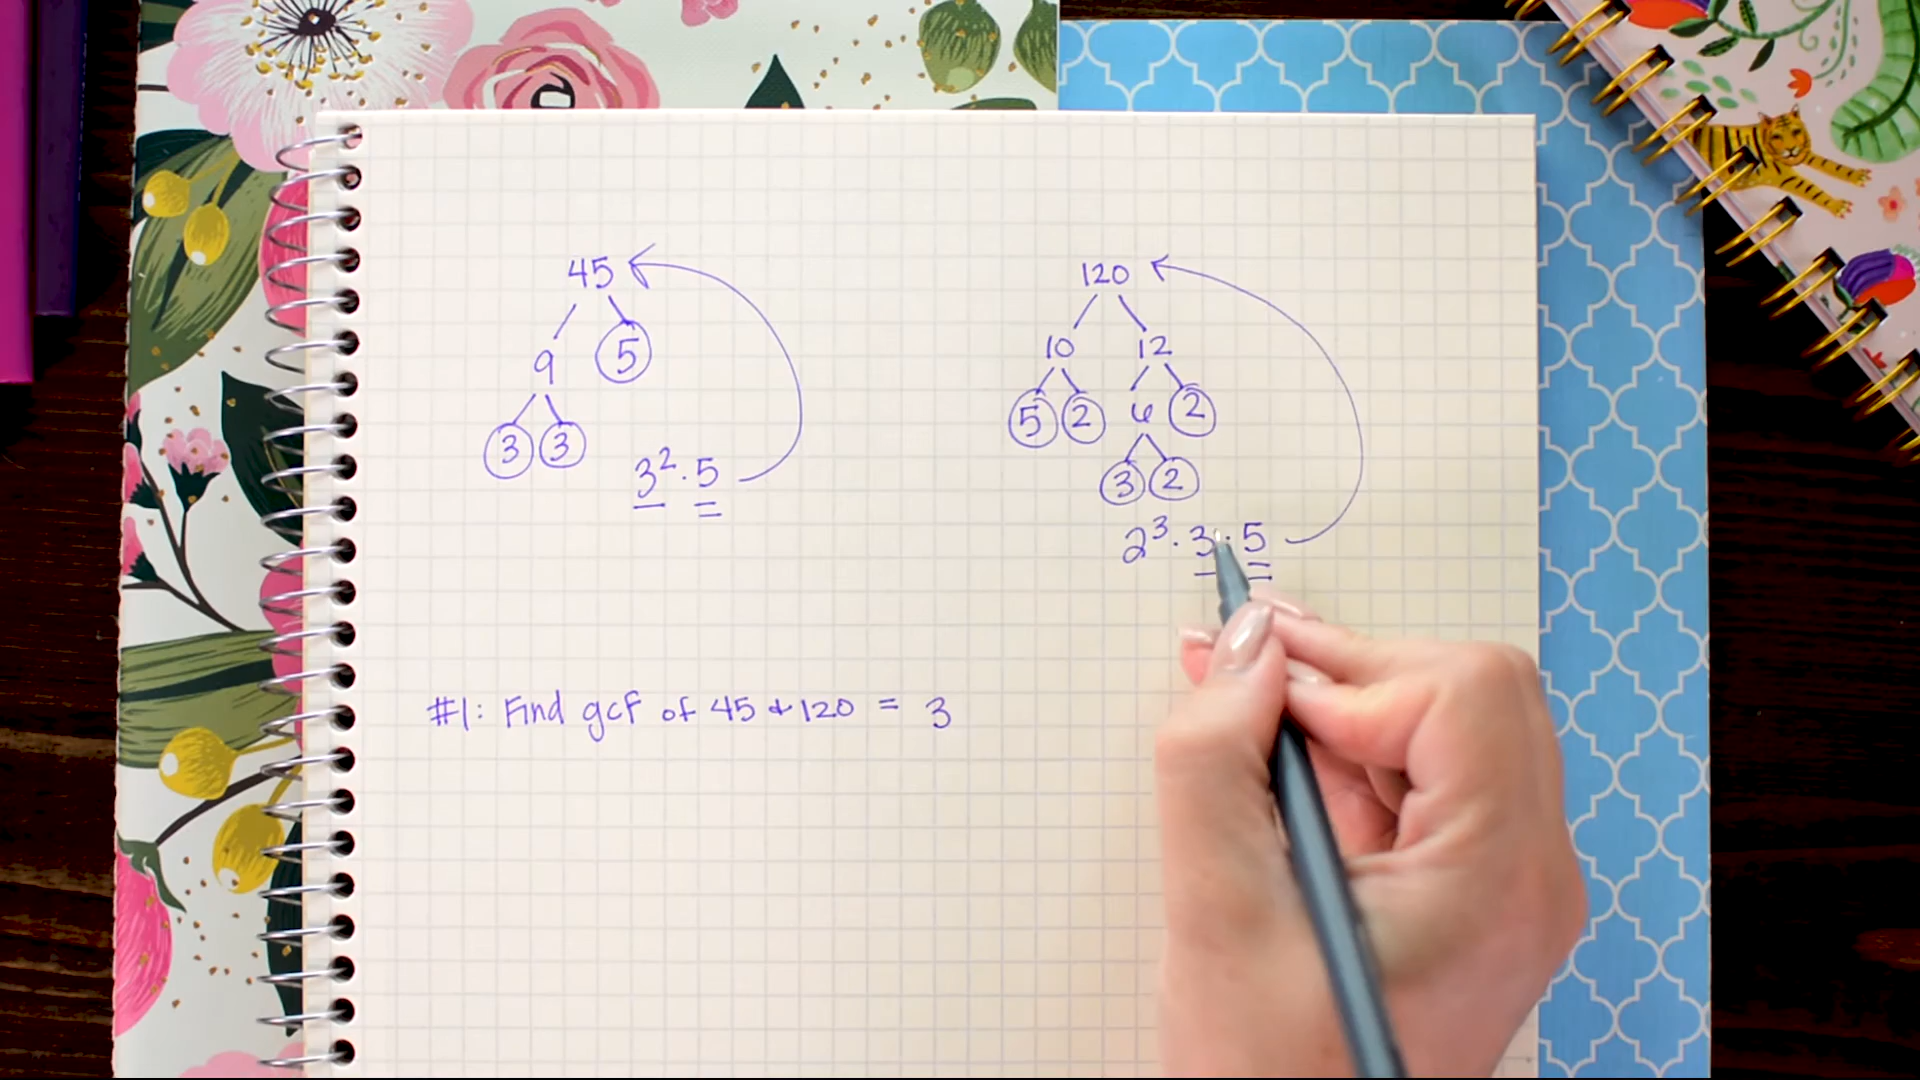 45
9 5
3 3
3² · 5
120
10 12
5 2 6 2
3 2
2³ · 3 · 5
#1: Find gcf of 45 & 120 = 3